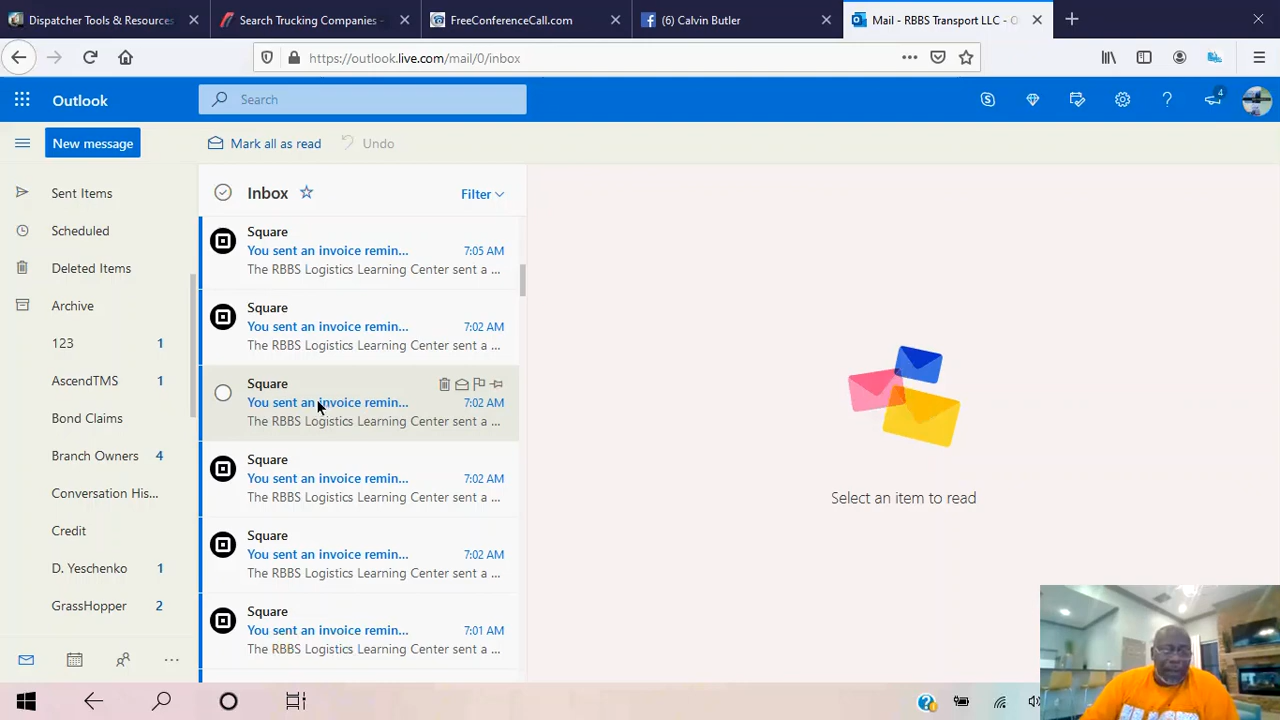 Dispatcher Tools & Resources
Search Trucking Companies -
FreeConferenceCall.com
(6) Calvin Butler
Mail - RBBS Transport LLC - O
https://outlook.live.com/mail/0/inbox
Outlook
Search
4
New message
Mark all as read
Undo
Sent Items
Scheduled
Deleted Items
Archive
123 1
AscendTMS 1
Bond Claims
Branch Owners 4
Conversation His...
Credit
D. Yeschenko 1
GrassHopper 2
Inbox
Filter
Square
You sent an invoice remin... 7:05 AM
The RBBS Logistics Learning Center sent a ...
Square
You sent an invoice remin... 7:02 AM
The RBBS Logistics Learning Center sent a ...
Square
You sent an invoice remin... 7:02 AM
The RBBS Logistics Learning Center sent a ...
Square
You sent an invoice remin... 7:02 AM
The RBBS Logistics Learning Center sent a ...
Square
You sent an invoice remin... 7:02 AM
The RBBS Logistics Learning Center sent a ...
Square
You sent an invoice remin... 7:01 AM
The RBBS Logistics Learning Center sent a ...
Select an item to read